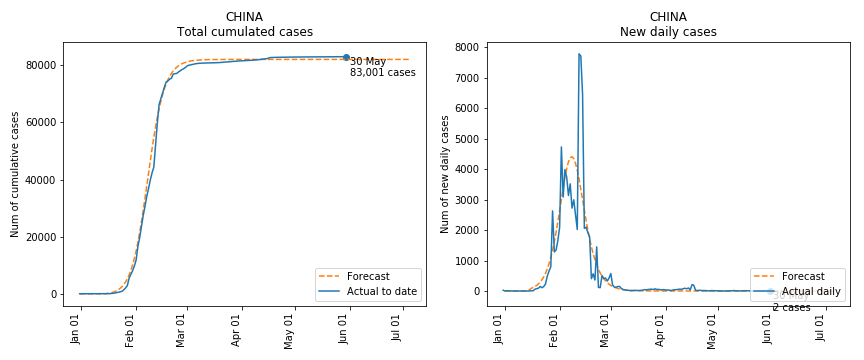 CHINA
Total cumulated cases
Num of cumulative cases
80000
60000
40000
20000
0
30 May
83,001 cases
Forecast
Actual to date
Jan 01
Feb 01
Mar 01
Apr 01
May 01
Jun 01
Jul 01
CHINA
New daily cases
Num of new daily cases
8000
7000
6000
5000
4000
3000
2000
1000
0
Forecast
Actual daily
30 May
2 cases
Jan 01
Feb 01
Mar 01
Apr 01
May 01
Jun 01
Jul 01